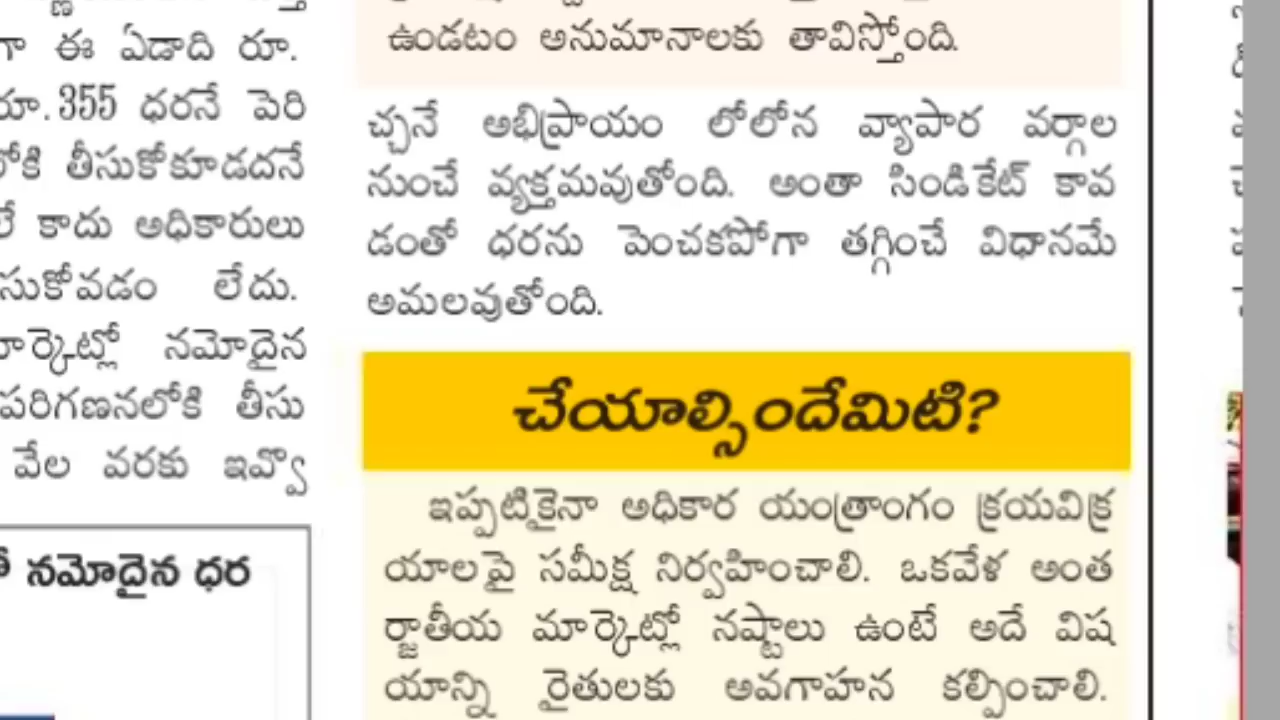 గా ఈ ఏడాది రూ.
రూ.355 ధరనే పెరి
లోకి తీసుకోకూడదనే
లే కాదు అధికారులు
సుకోవడం లేదు.
మార్కెట్లో నమోదైన
పరిగణనలోకి తీసు
వేల వరకు ఇవ్వొ
నమోదైన ధర
ఉండటం అనుమానాలకు తావిస్తోంది.
చ్చనే అభిప్రాయం లోలోన వ్యాపార వర్గాల
నుంచే వ్యక్తమవుతోంది. అంతా సిండికేట్ కావ
డంతో ధరను పెంచకపోగా తగ్గించే విధానమే
అమలవుతోంది.
చేయాల్సిందేమిటి?
ఇప్పటికైనా అధికార యంత్రాంగం క్రయవిక్ర
యాలపై సమీక్ష నిర్వహించాలి. ఒకవేళ అంత
ర్జాతీయ మార్కెట్లో నష్టాలు ఉంటే అదే విష
యాన్ని రైతులకు అవగాహన కల్పించాలి.